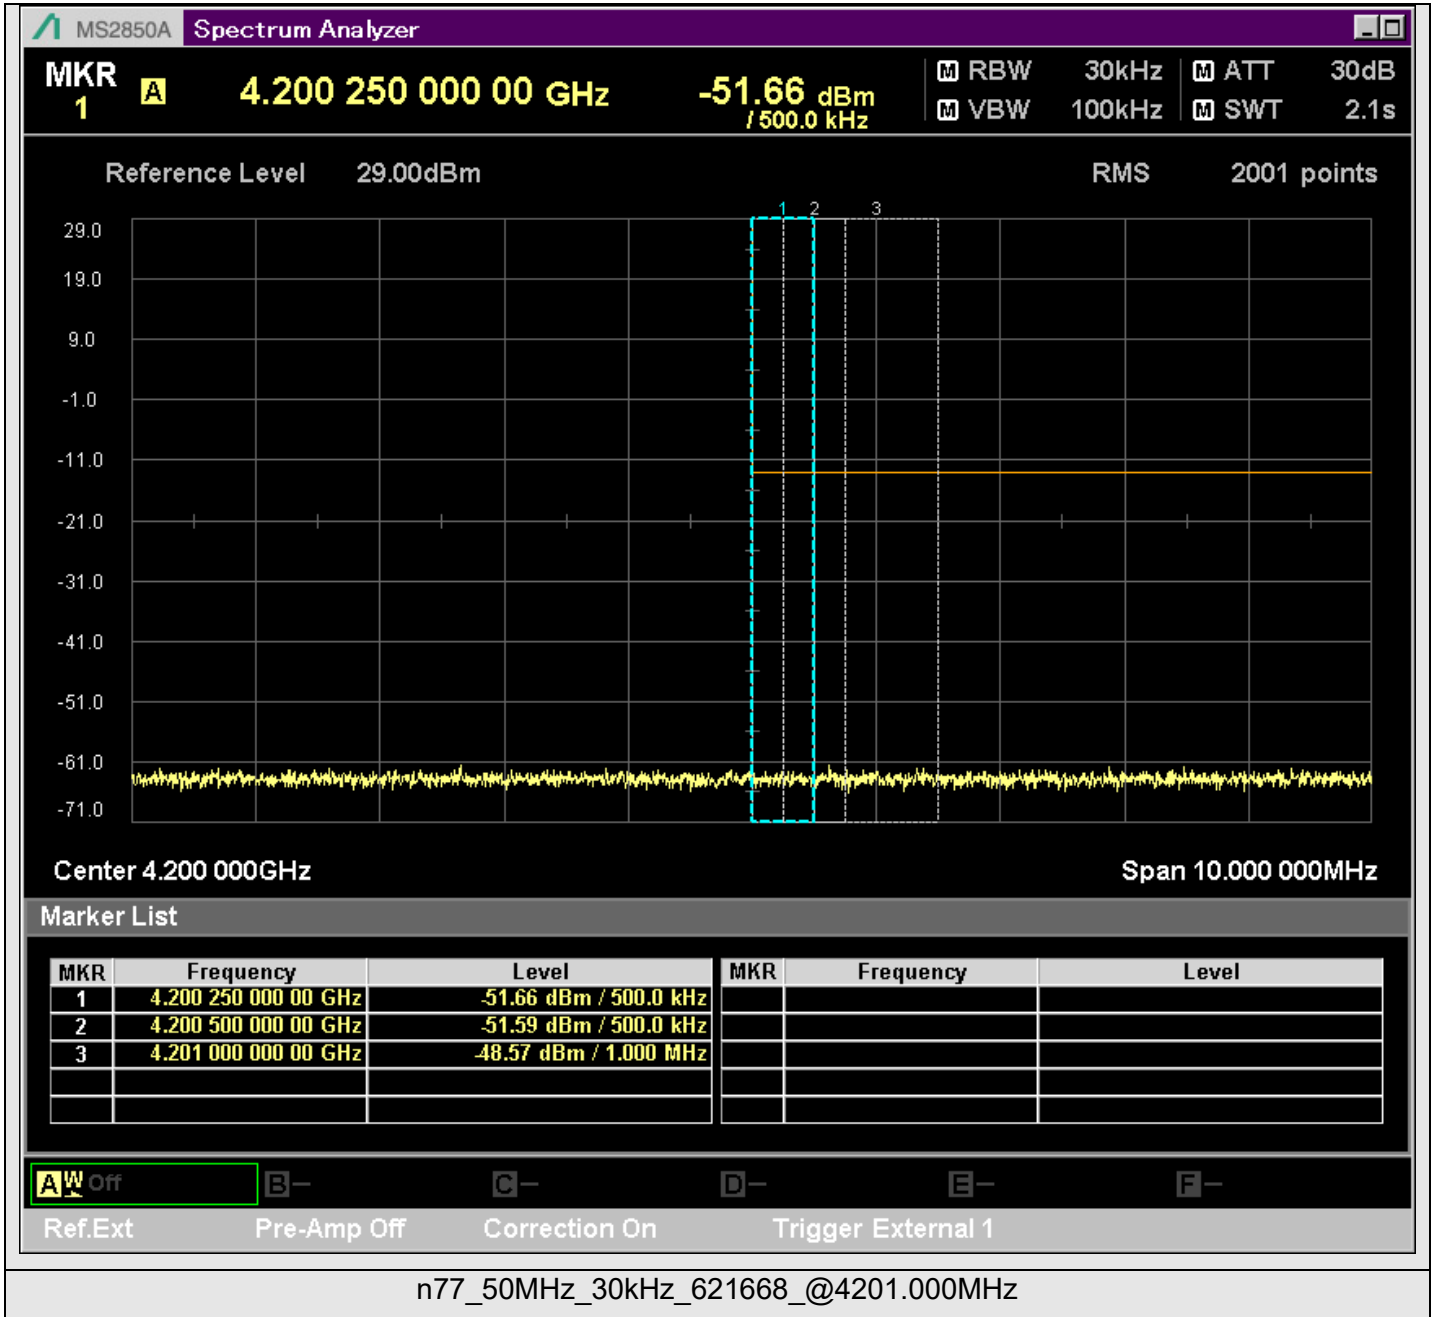 MS2850A Spectrum Analyzer
MKR 1 A 4.200 250 000 00 GHz -51.66 dBm / 500.0 kHz
M RBW 30kHz M ATT 30dB
M VBW 100kHz M SWT 2.1s
Reference Level 29.00dBm RMS 2001 points
1 2 3
29.0
19.0
9.0
-1.0
-11.0
-21.0
-31.0
-41.0
-51.0
-61.0
-71.0
Center 4.200 000GHz Span 10.000 000MHz
Marker List
MKR Frequency Level MKR Frequency Level
1 4.200 250 000 00 GHz -51.66 dBm / 500.0 kHz
2 4.200 500 000 00 GHz -51.59 dBm / 500.0 kHz
3 4.201 000 000 00 GHz -48.57 dBm / 1.000 MHz
A W Off B — C — D — E — F —
Ref.Ext Pre-Amp Off Correction On Trigger External 1
n77_50MHz_30kHz_621668_@4201.000MHz